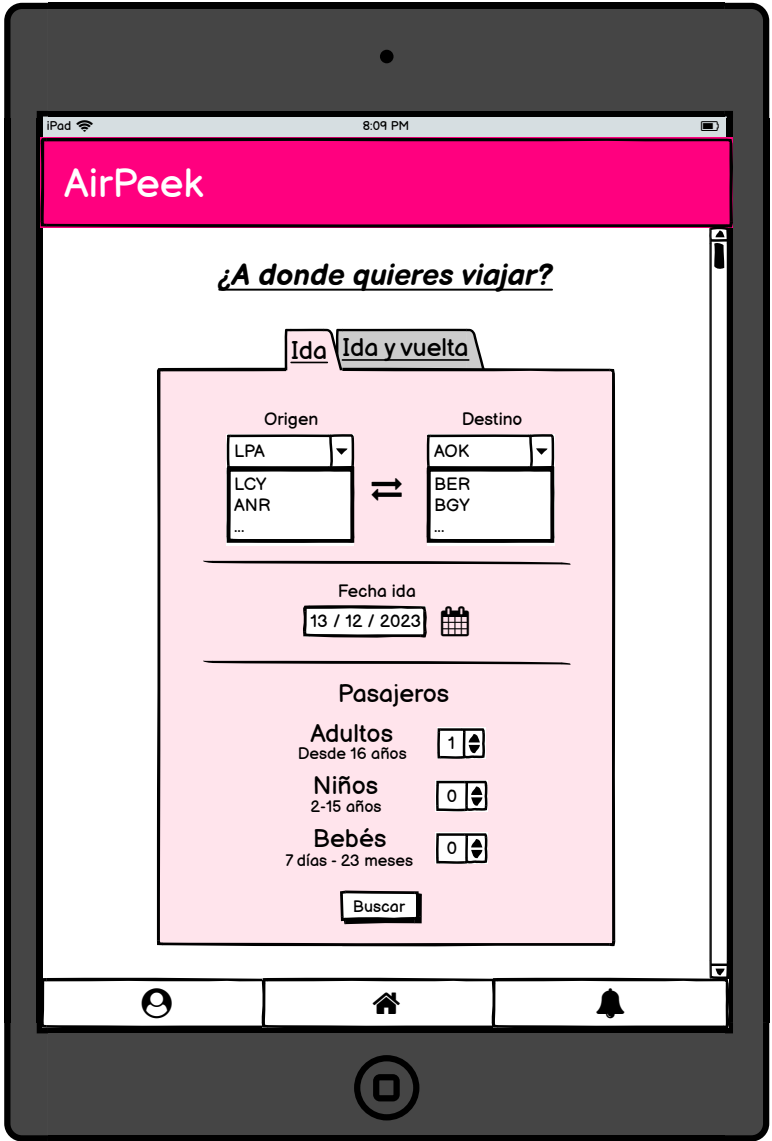 iPad 8:09 PM
AirPeek
¿A donde quieres viajar?
Ida Ida y vuelta
Origen Destino
LPA AOK
LCY BER
ANR BGY
... ...
Fecha ida
13 / 12 / 2023
Pasajeros
Adultos 1
Desde 16 años
Niños 0
2-15 años
Bebés 0
7 días - 23 meses
Buscar